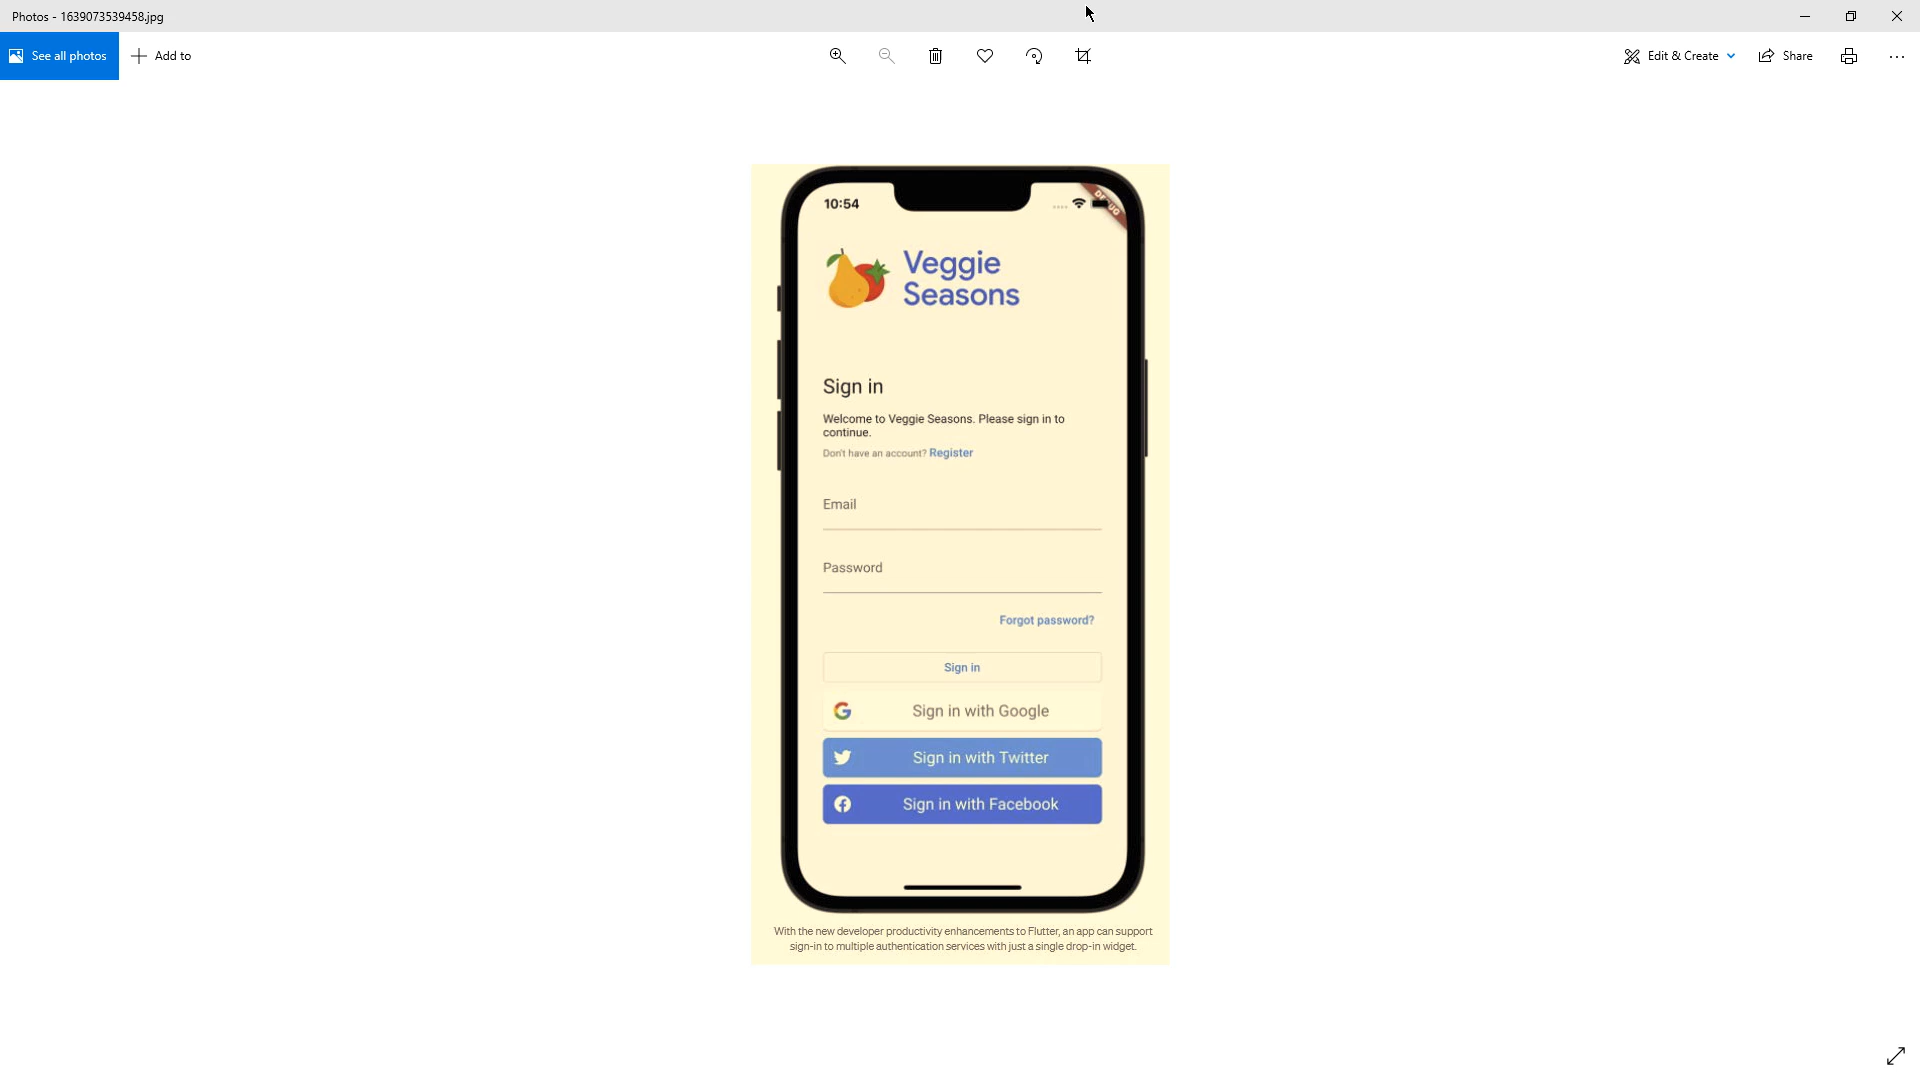 Photos - 1639073539458.jpg
See all photos
Add to
Edit & Create
Share
10:54
DEBUG
Veggie
Seasons
Sign in
Welcome to Veggie Seasons. Please sign in to
continue.
Don't have an account? Register
Email
Password
Forgot password?
Sign in
Sign in with Google
Sign in with Twitter
Sign in with Facebook
With the new developer productivity enhancements to Flutter, an app can support
sign-in to multiple authentication services with just a single drop-in widget.